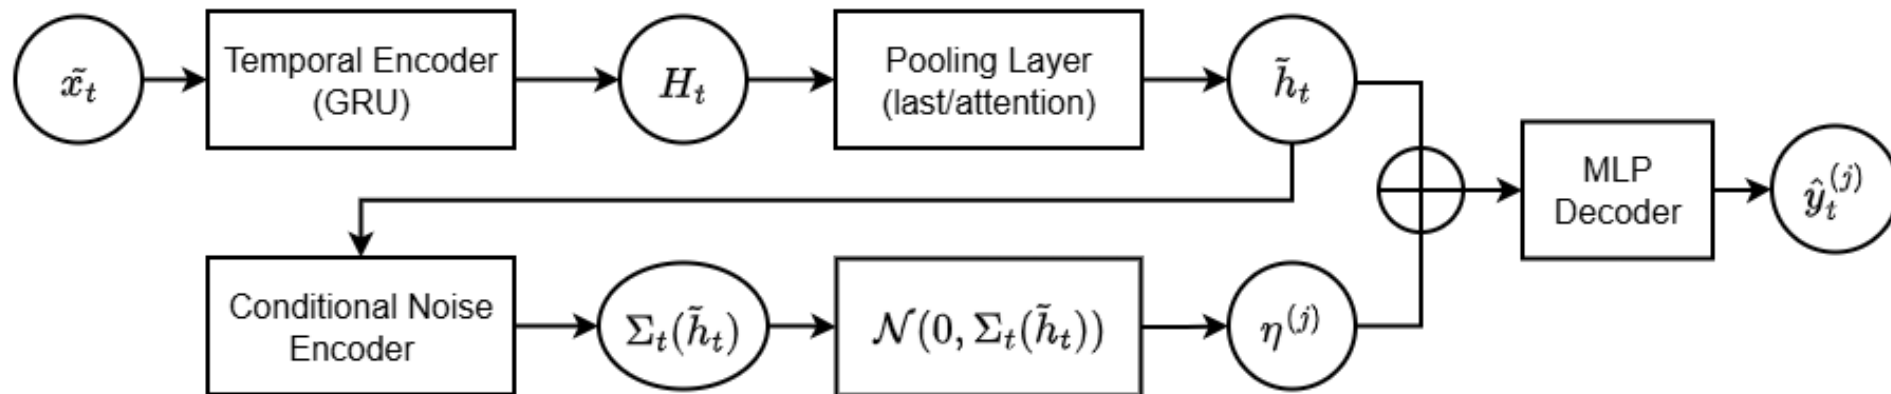 x̃_t
Temporal Encoder
(GRU)
H_t
Pooling Layer
(last/attention)
h̃_t
MLP
Decoder
ŷ_t^{(j)}
Conditional Noise
Encoder
Σ_t(h̃_t)
𝒩(0, Σ_t(h̃_t))
η^{(j)}